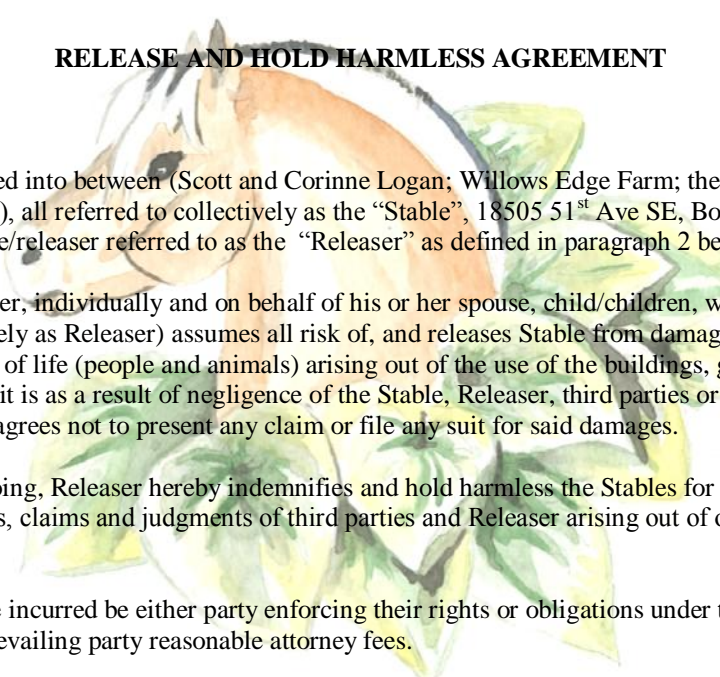 RELEASE AND HOLD HARMLESS AGREEMENT
ed into between (Scott and Corinne Logan; Willows Edge Farm; the
), all referred to collectively as the “Stable”, 18505 51st Ave SE, Bo
e/releaser referred to as the “Releaser” as defined in paragraph 2 be
er, individually and on behalf of his or her spouse, child/children, w
ely as Releaser) assumes all risk of, and releases Stable from damag
of life (people and animals) arising out of the use of the buildings, g
it is as a result of negligence of the Stable, Releaser, third parties or
agrees not to present any claim or file any suit for said damages.
oing, Releaser hereby indemnifies and hold harmless the Stables for
s, claims and judgments of third parties and Releaser arising out of o
e incurred be either party enforcing their rights or obligations under t
evailing party reasonable attorney fees.